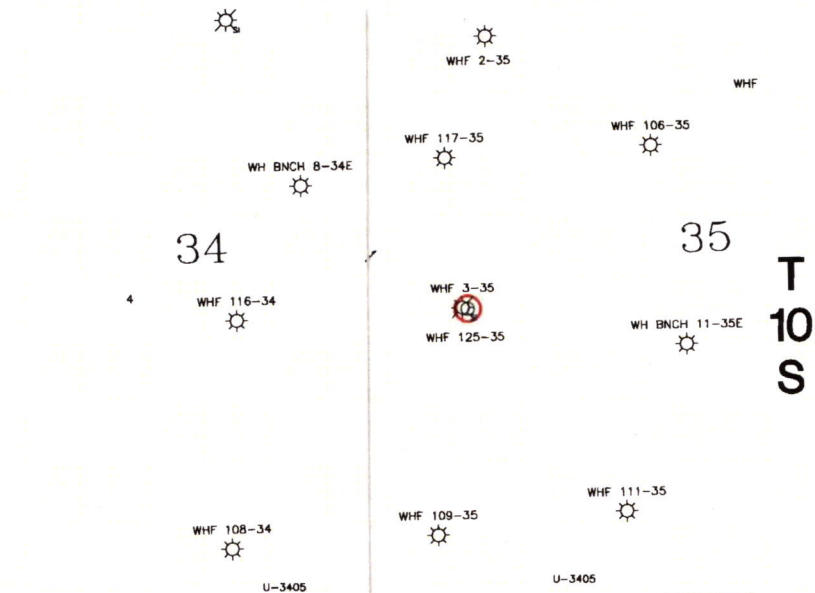 SI
WHF 2-35
WHF
WHF 117-35
WHF 106-35
WH BNCH 8-34E
34
35
T
10
S
WHF 3-35
4
WHF 116-34
WHF 125-35
WH BNCH 11-35E
WHF 111-35
WHF 109-35
WHF 108-34
U-3405
U-3405